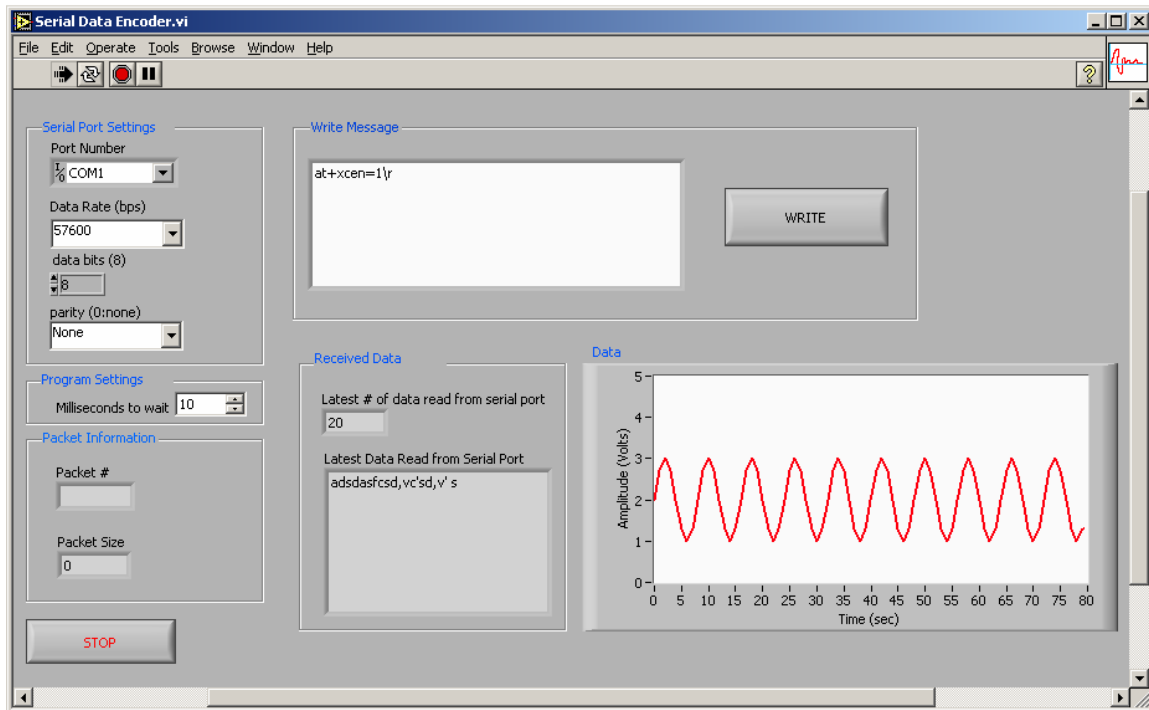 Serial Data Encoder.vi
File Edit Operate Tools Browse Window Help
Serial Port Settings
Port Number
I/0 COM1
Data Rate (bps)
57600
data bits (8)
8
parity (0:none)
None
Program Settings
Milliseconds to wait 10
Packet Information
Packet #
Packet Size
0
STOP
Write Message
at+xcen=1\r
WRITE
Received Data
Latest # of data read from serial port
20
Latest Data Read from Serial Port
adsdasfcsd,vc'sd,v' s
Data
Amplitude (Volts)
5
4
3
2
1
0
0 5 10 15 20 25 30 35 40 45 50 55 60 65 70 75 80
Time (sec)